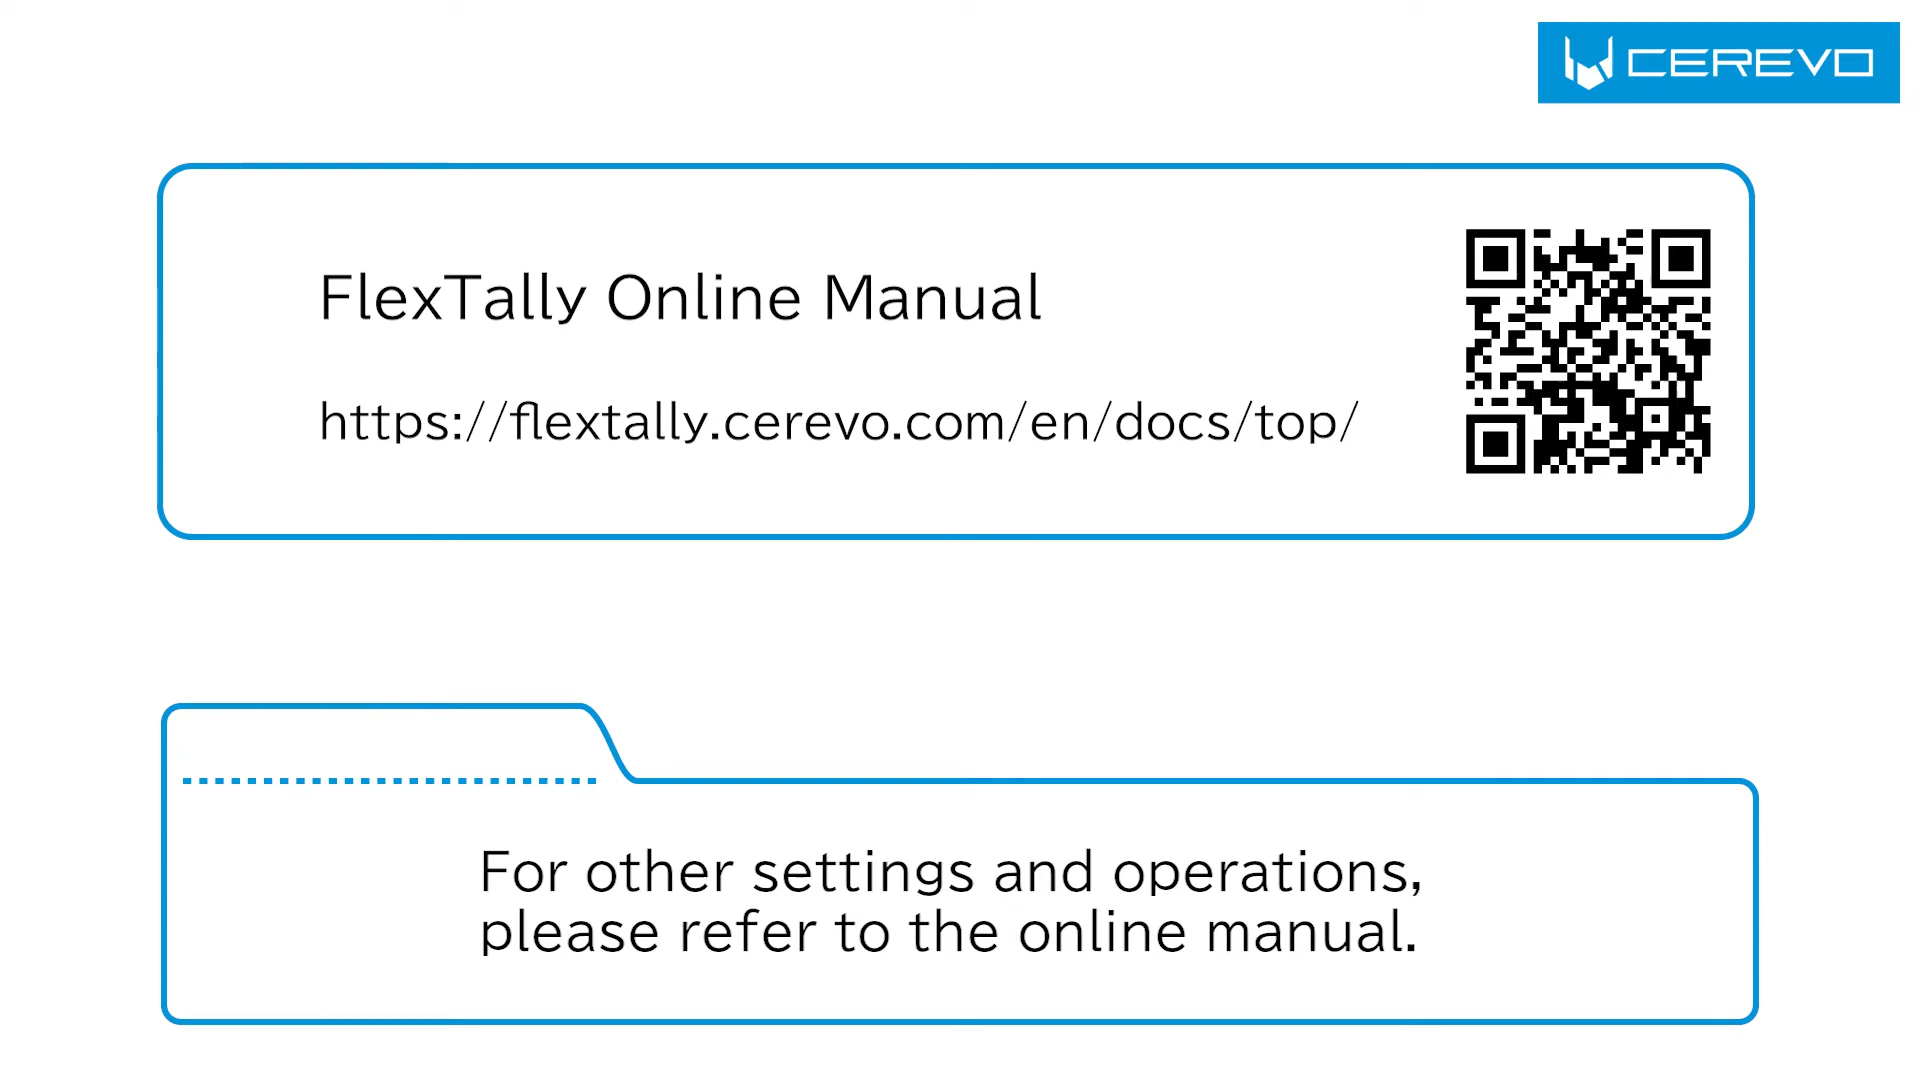 CEREVO
FlexTally Online Manual
https://flextally.cerevo.com/en/docs/top/
For other settings and operations,
please refer to the online manual.